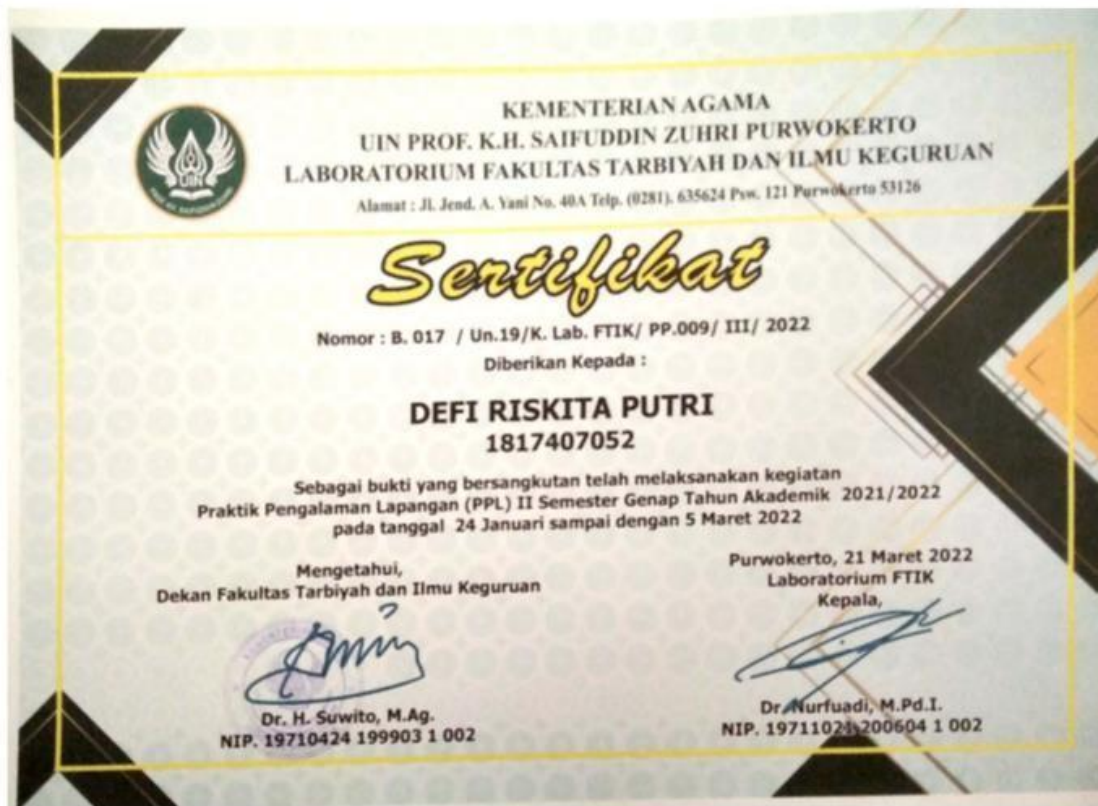 KEMENTERIAN AGAMA
UIN PROF. K.H. SAIFUDDIN ZUHRI PURWOKERTO
LABORATORIUM FAKULTAS TARBIYAH DAN ILMU KEGURUAN
Alamat : Jl. Jend. A. Yani No. 40A Telp. (0281). 635624 Psw. 121 Purwokerto 53126
UIN
Sertifikat
Nomor : B. 017 / Un.19/K. Lab. FTIK/ PP.009/ III/ 2022
Diberikan Kepada :
DEFI RISKITA PUTRI
1817407052
Sebagai bukti yang bersangkutan telah melaksanakan kegiatan
Praktik Pengalaman Lapangan (PPL) II Semester Genap Tahun Akademik 2021/2022
pada tanggal 24 Januari sampai dengan 5 Maret 2022
Mengetahui,
Dekan Fakultas Tarbiyah dan Ilmu Keguruan
Dr. H. Suwito, M.Ag.
NIP. 19710424 199903 1 002
Purwokerto, 21 Maret 2022
Laboratorium FTIK
Kepala,
Dr. Nurfuadi, M.Pd.I.
NIP. 19711021 200604 1 002